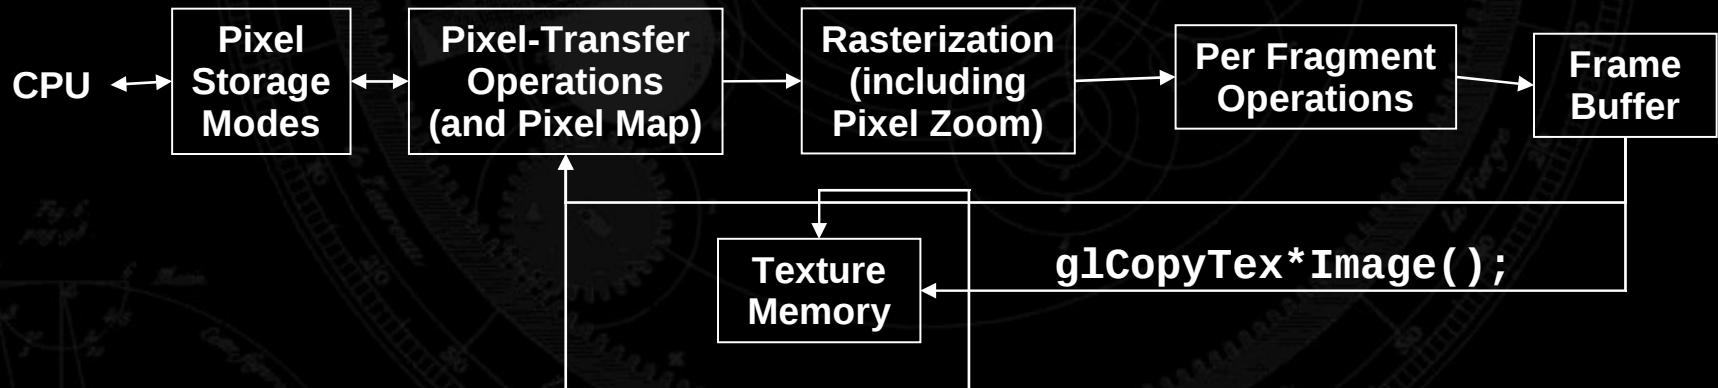 CPU
Pixel
Storage
Modes
Pixel-Transfer
Operations
(and Pixel Map)
Rasterization
(including
Pixel Zoom)
Per Fragment
Operations
Frame
Buffer
Texture
Memory
glCopyTex*Image();